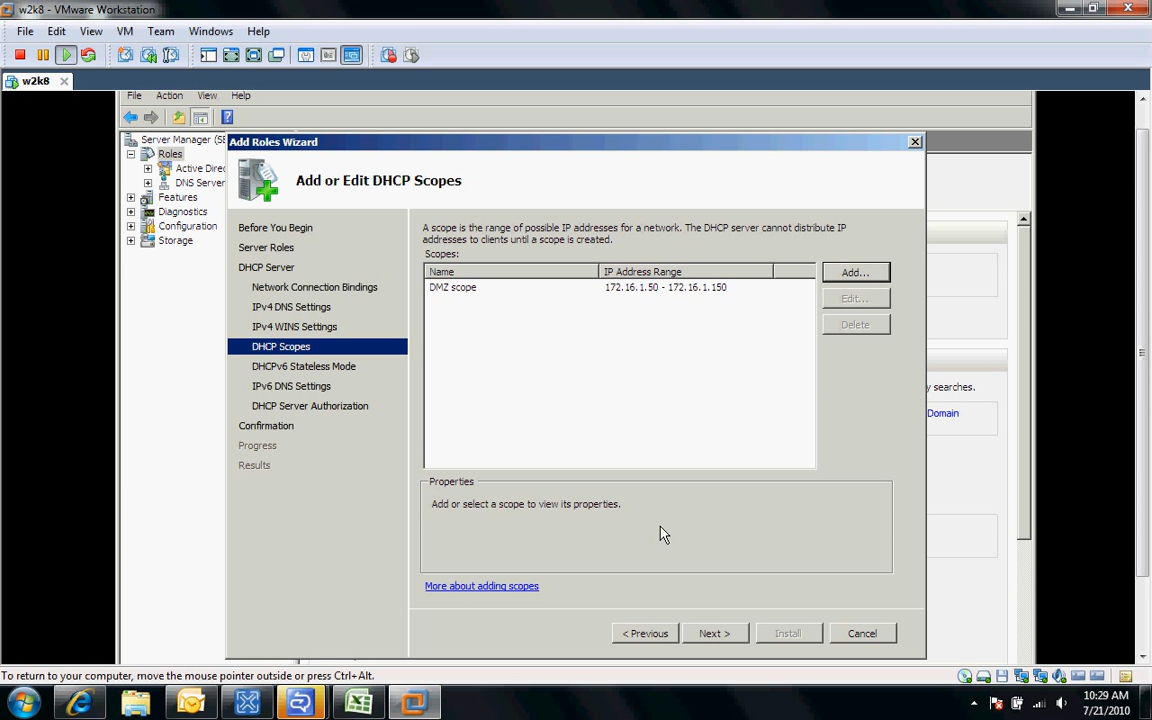 w2k8 - VMware Workstation
File Edit View VM Team Windows Help
w2k8
File Action View Help
Server Manager (SE
Roles
Active Direc
DNS Server
Features
Diagnostics
Configuration
Storage
Add Roles Wizard
Add or Edit DHCP Scopes
Before You Begin
Server Roles
DHCP Server
Network Connection Bindings
IPv4 DNS Settings
IPv4 WINS Settings
DHCP Scopes
DHCPv6 Stateless Mode
IPv6 DNS Settings
DHCP Server Authorization
Confirmation
Progress
Results
A scope is the range of possible IP addresses for a network. The DHCP server cannot distribute IP
addresses to clients until a scope is created.
Scopes:
Name IP Address Range
DMZ scope 172.16.1.50 - 172.16.1.150
Add...
Edit...
Delete
Properties
Add or select a scope to view its properties.
More about adding scopes
< Previous Next > Install Cancel
y searches.
Domain
To return to your computer, move the mouse pointer outside or press Ctrl+Alt.
10:29 AM
7/21/2010